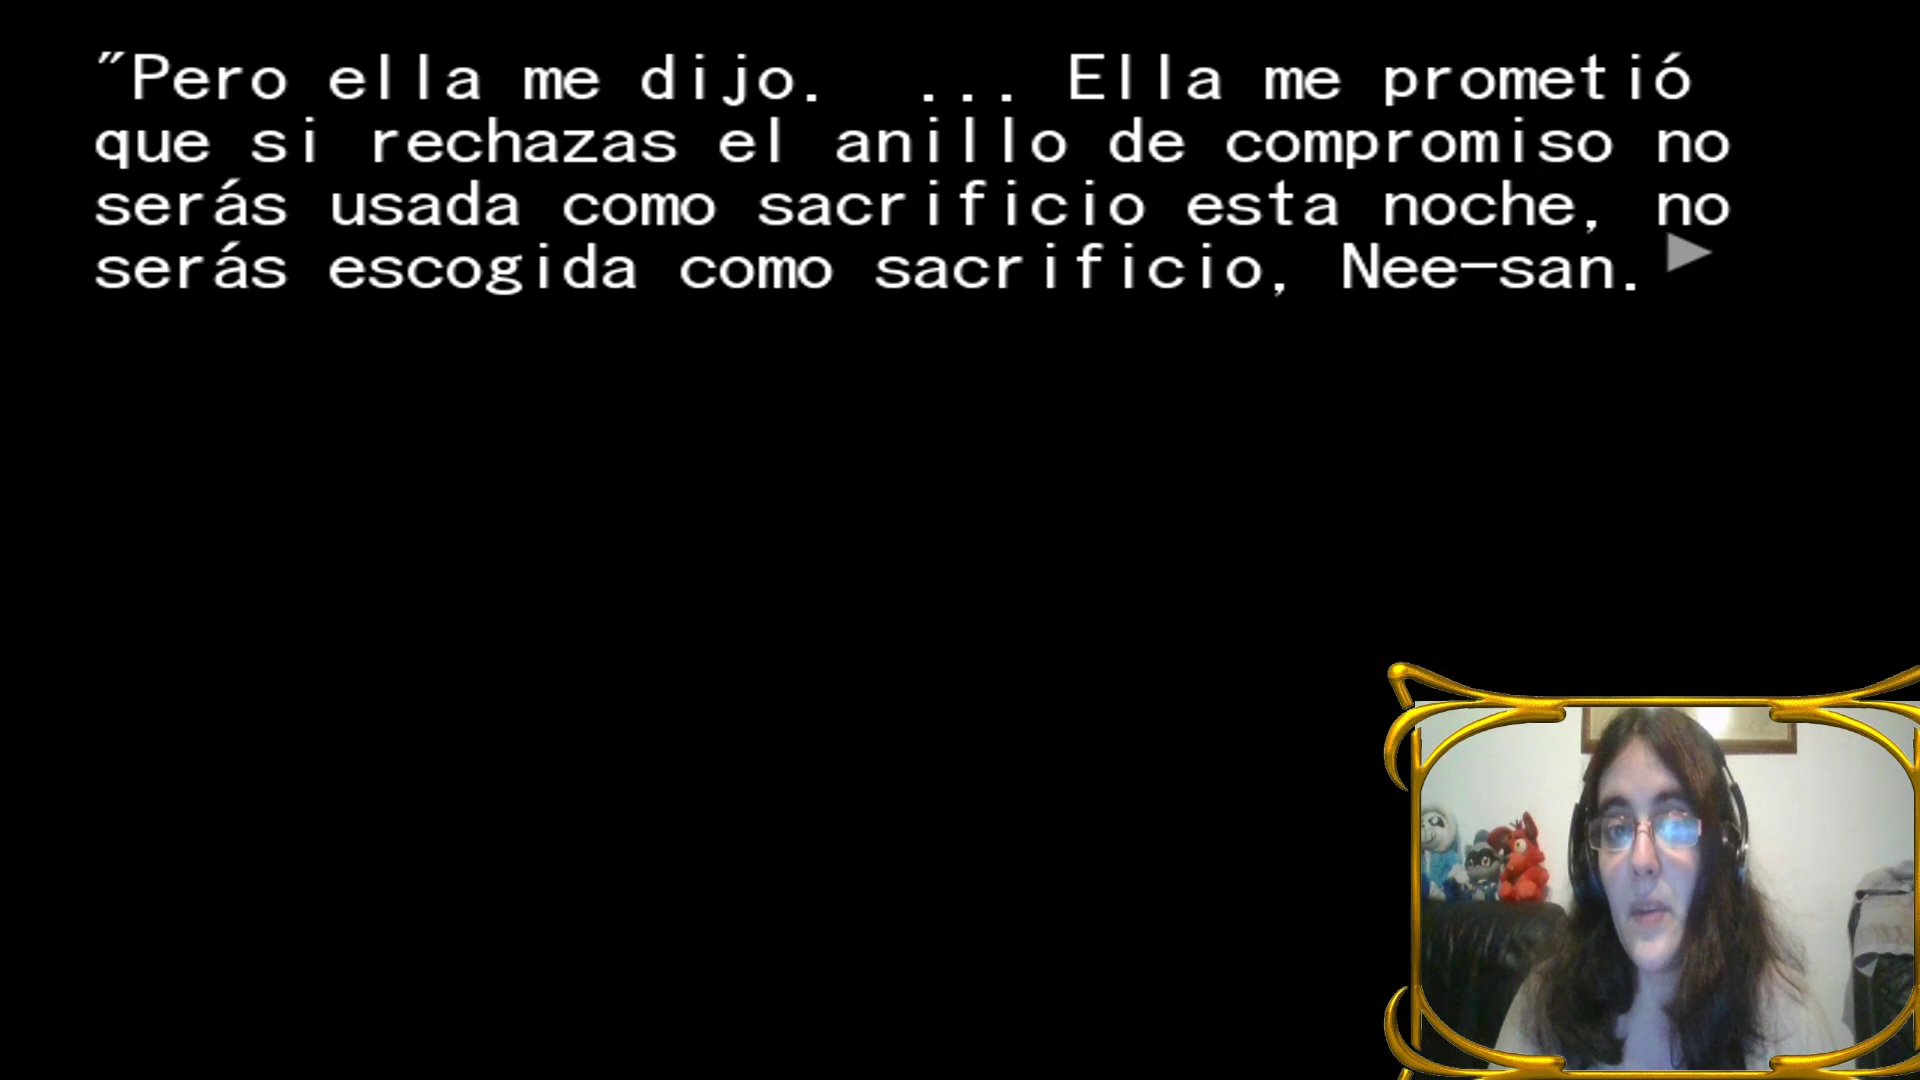 "Pero ella me dijo.  ... Ella me prometió
que si rechazas el anillo de compromiso no
serás usada como sacrificio esta noche, no
serás escogida como sacrificio, Nee-san.